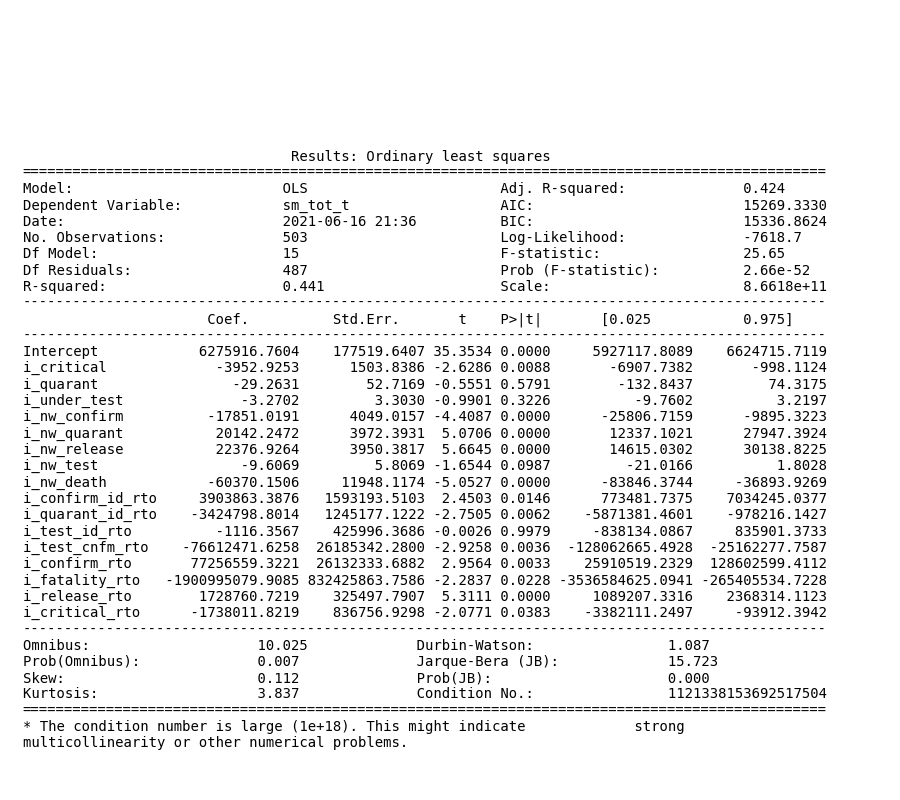 Results: Ordinary least squares
==================================================================================================
Model: OLS Adj. R-squared: 0.424
Dependent Variable: sm_tot_t AIC: 15269.3330
Date: 2021-06-16 21:36 BIC: 15336.8624
No. Observations: 503 Log-Likelihood: -7618.7
Df Model: 15 F-statistic: 25.65
Df Residuals: 487 Prob (F-statistic): 2.66e-52
R-squared: 0.441 Scale: 8.6618e+11
--------------------------------------------------------------------------------------------------
Coef. Std.Err. t P>|t| [0.025 0.975]
--------------------------------------------------------------------------------------------------
Intercept 6275916.7604 177519.6407 35.3534 0.0000 5927117.8089 6624715.7119
i_critical -3952.9253 1503.8386 -2.6286 0.0088 -6907.7382 -998.1124
i_quarant -29.2631 52.7169 -0.5551 0.5791 -132.8437 74.3175
i_under_test -3.2702 3.3030 -0.9901 0.3226 -9.7602 3.2197
i_nw_confirm -17851.0191 4049.0157 -4.4087 0.0000 -25806.7159 -9895.3223
i_nw_quarant 20142.2472 3972.3931 5.0706 0.0000 12337.1021 27947.3924
i_nw_release 22376.9264 3950.3817 5.6645 0.0000 14615.0302 30138.8225
i_nw_test -9.6069 5.8069 -1.6544 0.0987 -21.0166 1.8028
i_nw_death -60370.1506 11948.1174 -5.0527 0.0000 -83846.3744 -36893.9269
i_confirm_id_rto 3903863.3876 1593193.5103 2.4503 0.0146 773481.7375 7034245.0377
i_quarant_id_rto -3424798.8014 1245177.1222 -2.7505 0.0062 -5871381.4601 -978216.1427
i_test_id_rto -1116.3567 425996.3686 -0.0026 0.9979 -838134.0867 835901.3733
i_test_cnfm_rto -76612471.6258 26185342.2800 -2.9258 0.0036 -128062665.4928 -25162277.7587
i_confirm_rto 77256559.3221 26132333.6882 2.9564 0.0033 25910519.2329 128602599.4112
i_fatality_rto -1900995079.9085 832425863.7586 -2.2837 0.0228 -3536584625.0941 -265405534.7228
i_release_rto 1728760.7219 325497.7907 5.3111 0.0000 1089207.3316 2368314.1123
i_critical_rto -1738011.8219 836756.9298 -2.0771 0.0383 -3382111.2497 -93912.3942
--------------------------------------------------------------------------------------------------
Omnibus: 10.025 Durbin-Watson: 1.087
Prob(Omnibus): 0.007 Jarque-Bera (JB): 15.723
Skew: 0.112 Prob(JB): 0.000
Kurtosis: 3.837 Condition No.: 1121338153692517504
==================================================================================================
* The condition number is large (1e+18). This might indicate strong
multicollinearity or other numerical problems.